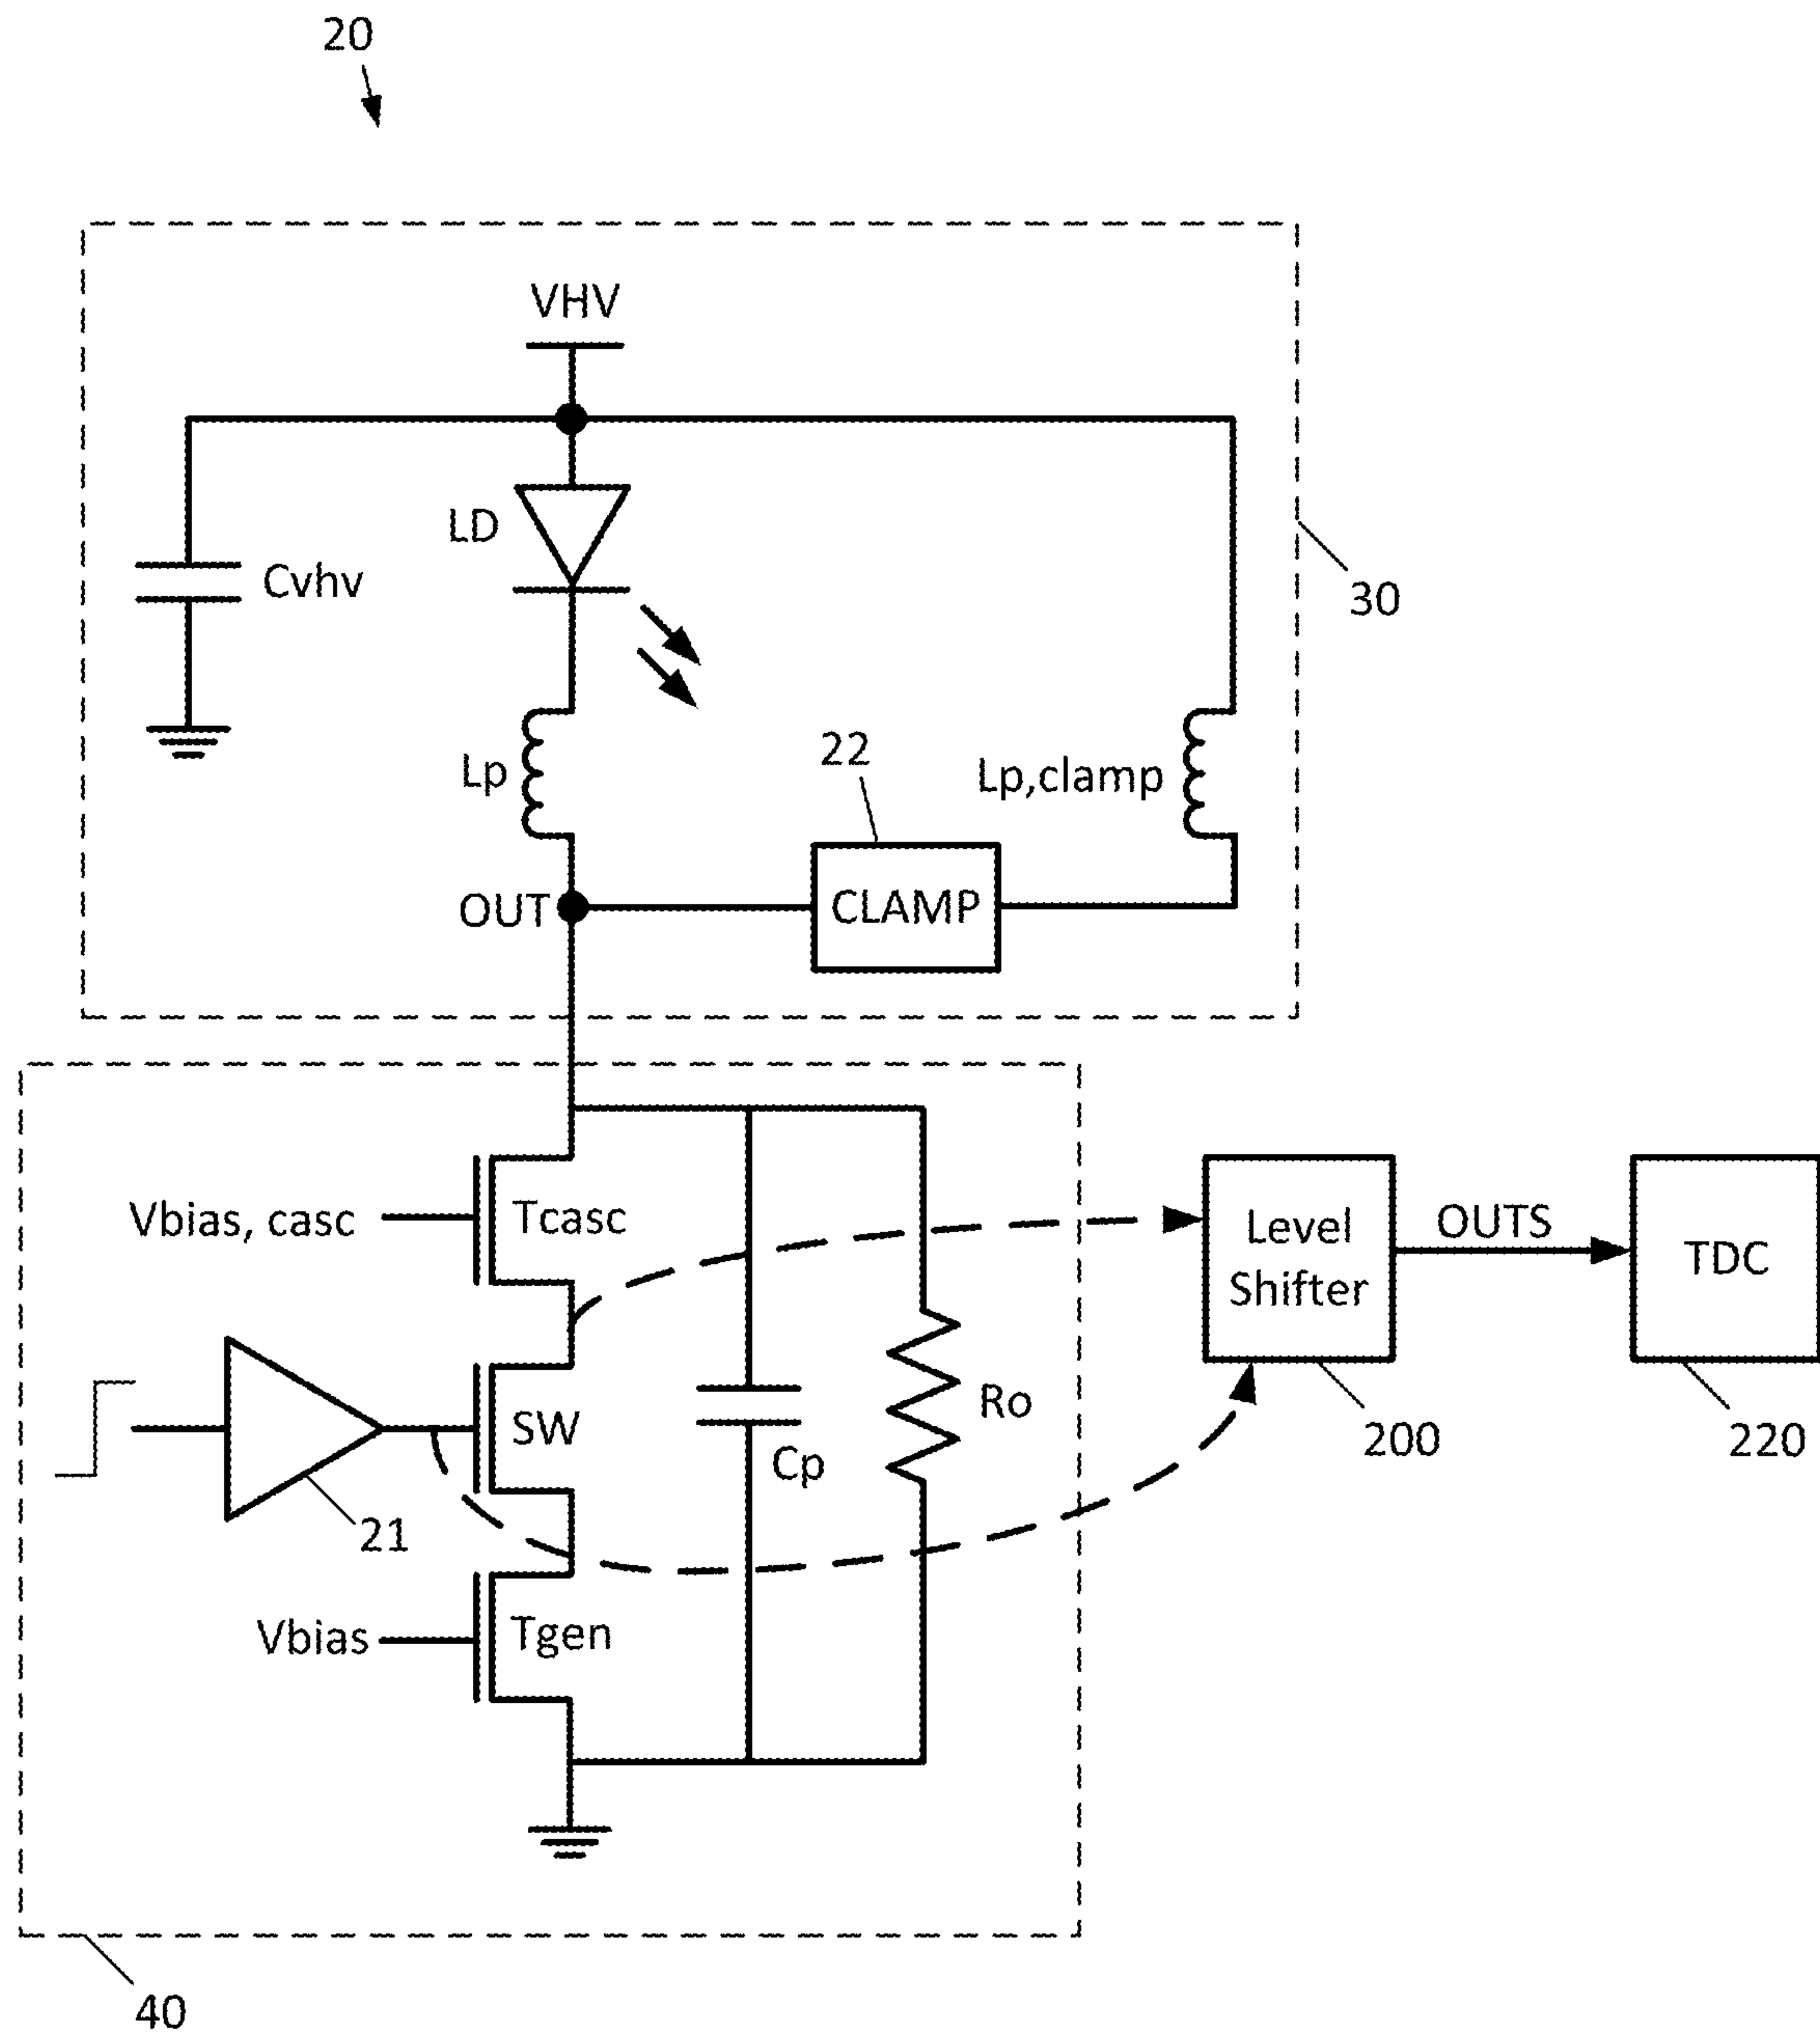 20
VHV
LD
Cvhv
30
Lp
22
Lp,clamp
OUT
CLAMP
Vbias, casc
Tcasc
Level
Shifter
OUTS
TDC
SW
Cp
Ro
21
200
220
Vbias
Tgen
40